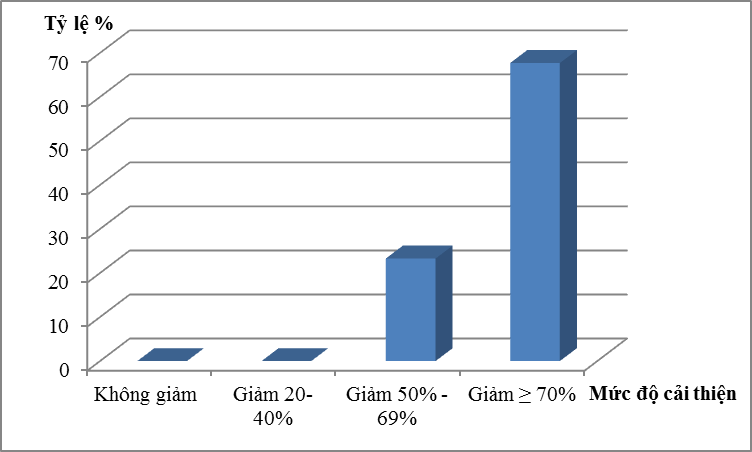 Tỷ lệ %
70
60
50
40
30
20
10
0
Không giảm
Giảm 20-
40%
Giảm 50% -
69%
Giảm ≥ 70%
Mức độ cải thiện